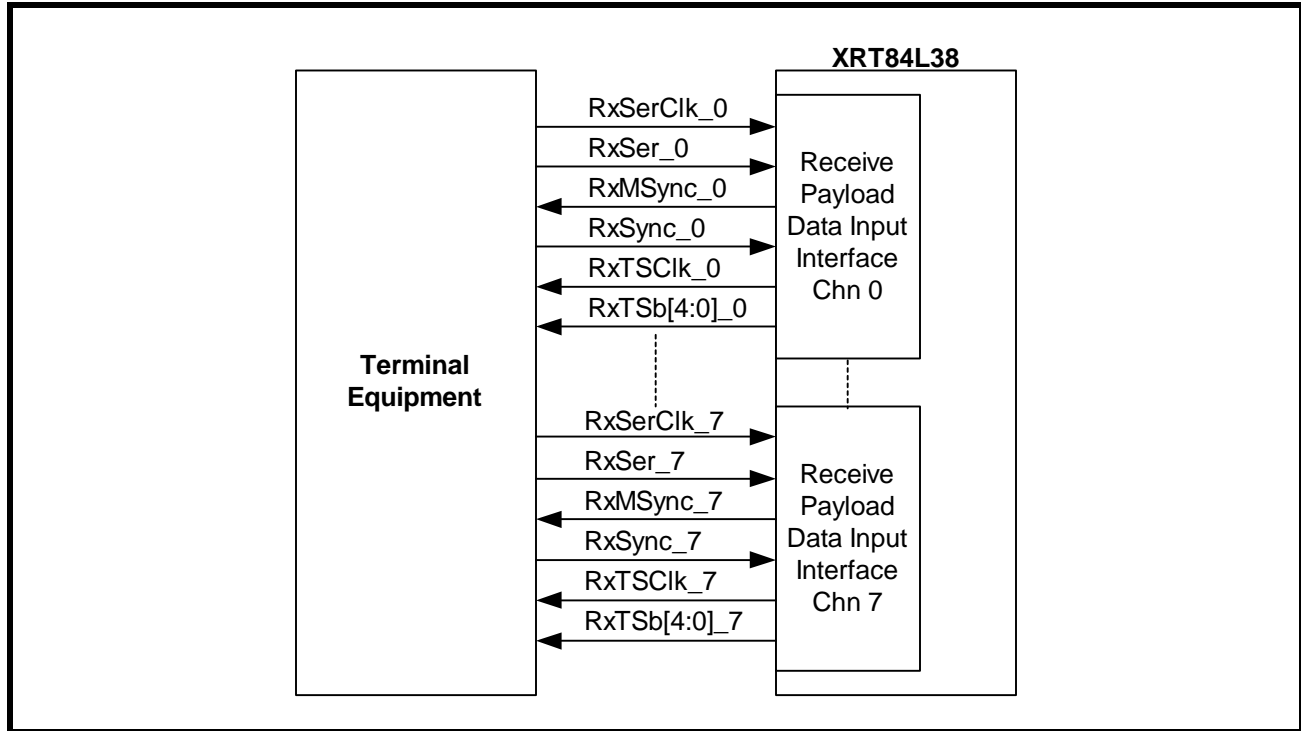 XRT84L38
RxSerClk_0
RxSer_0
RxMSync_0
RxSync_0
RxTSClk_0
RxTSb[4:0]_0
Receive
Payload
Data Input
Interface
Chn 0
Terminal
Equipment
RxSerClk_7
RxSer_7
RxMSync_7
RxSync_7
RxTSClk_7
RxTSb[4:0]_7
Receive
Payload
Data Input
Interface
Chn 7